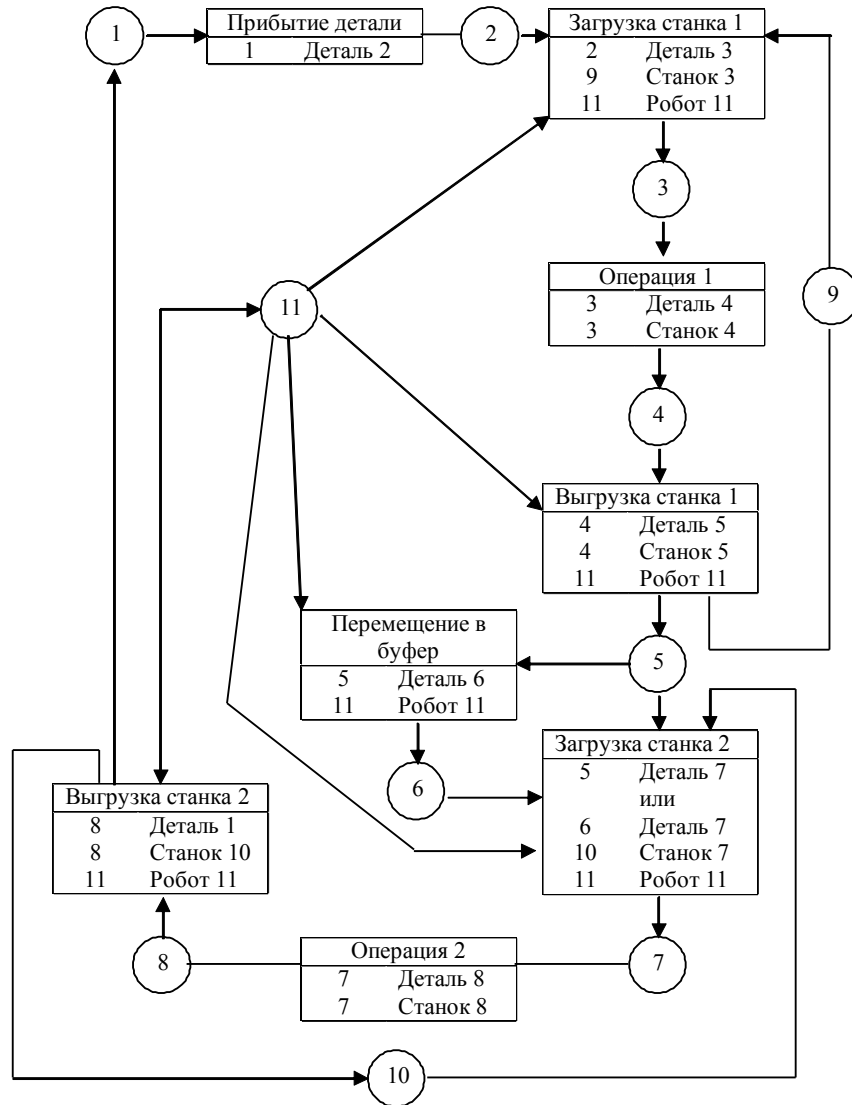 1
Прибытие детали
1 Деталь 2
2
Загрузка станка 1
2 Деталь 3
9 Станок 3
11 Робот 11
3
Операция 1
3 Деталь 4
3 Станок 4
9
11
4
Выгрузка станка 1
4 Деталь 5
4 Станок 5
11 Робот 11
Перемещение в
буфер
5 Деталь 6
11 Робот 11
5
6
Загрузка станка 2
5 Деталь 7
или
6 Деталь 7
10 Станок 7
11 Робот 11
Выгрузка станка 2
8 Деталь 1
8 Станок 10
11 Робот 11
8
Операция 2
7 Деталь 8
7 Станок 8
7
10